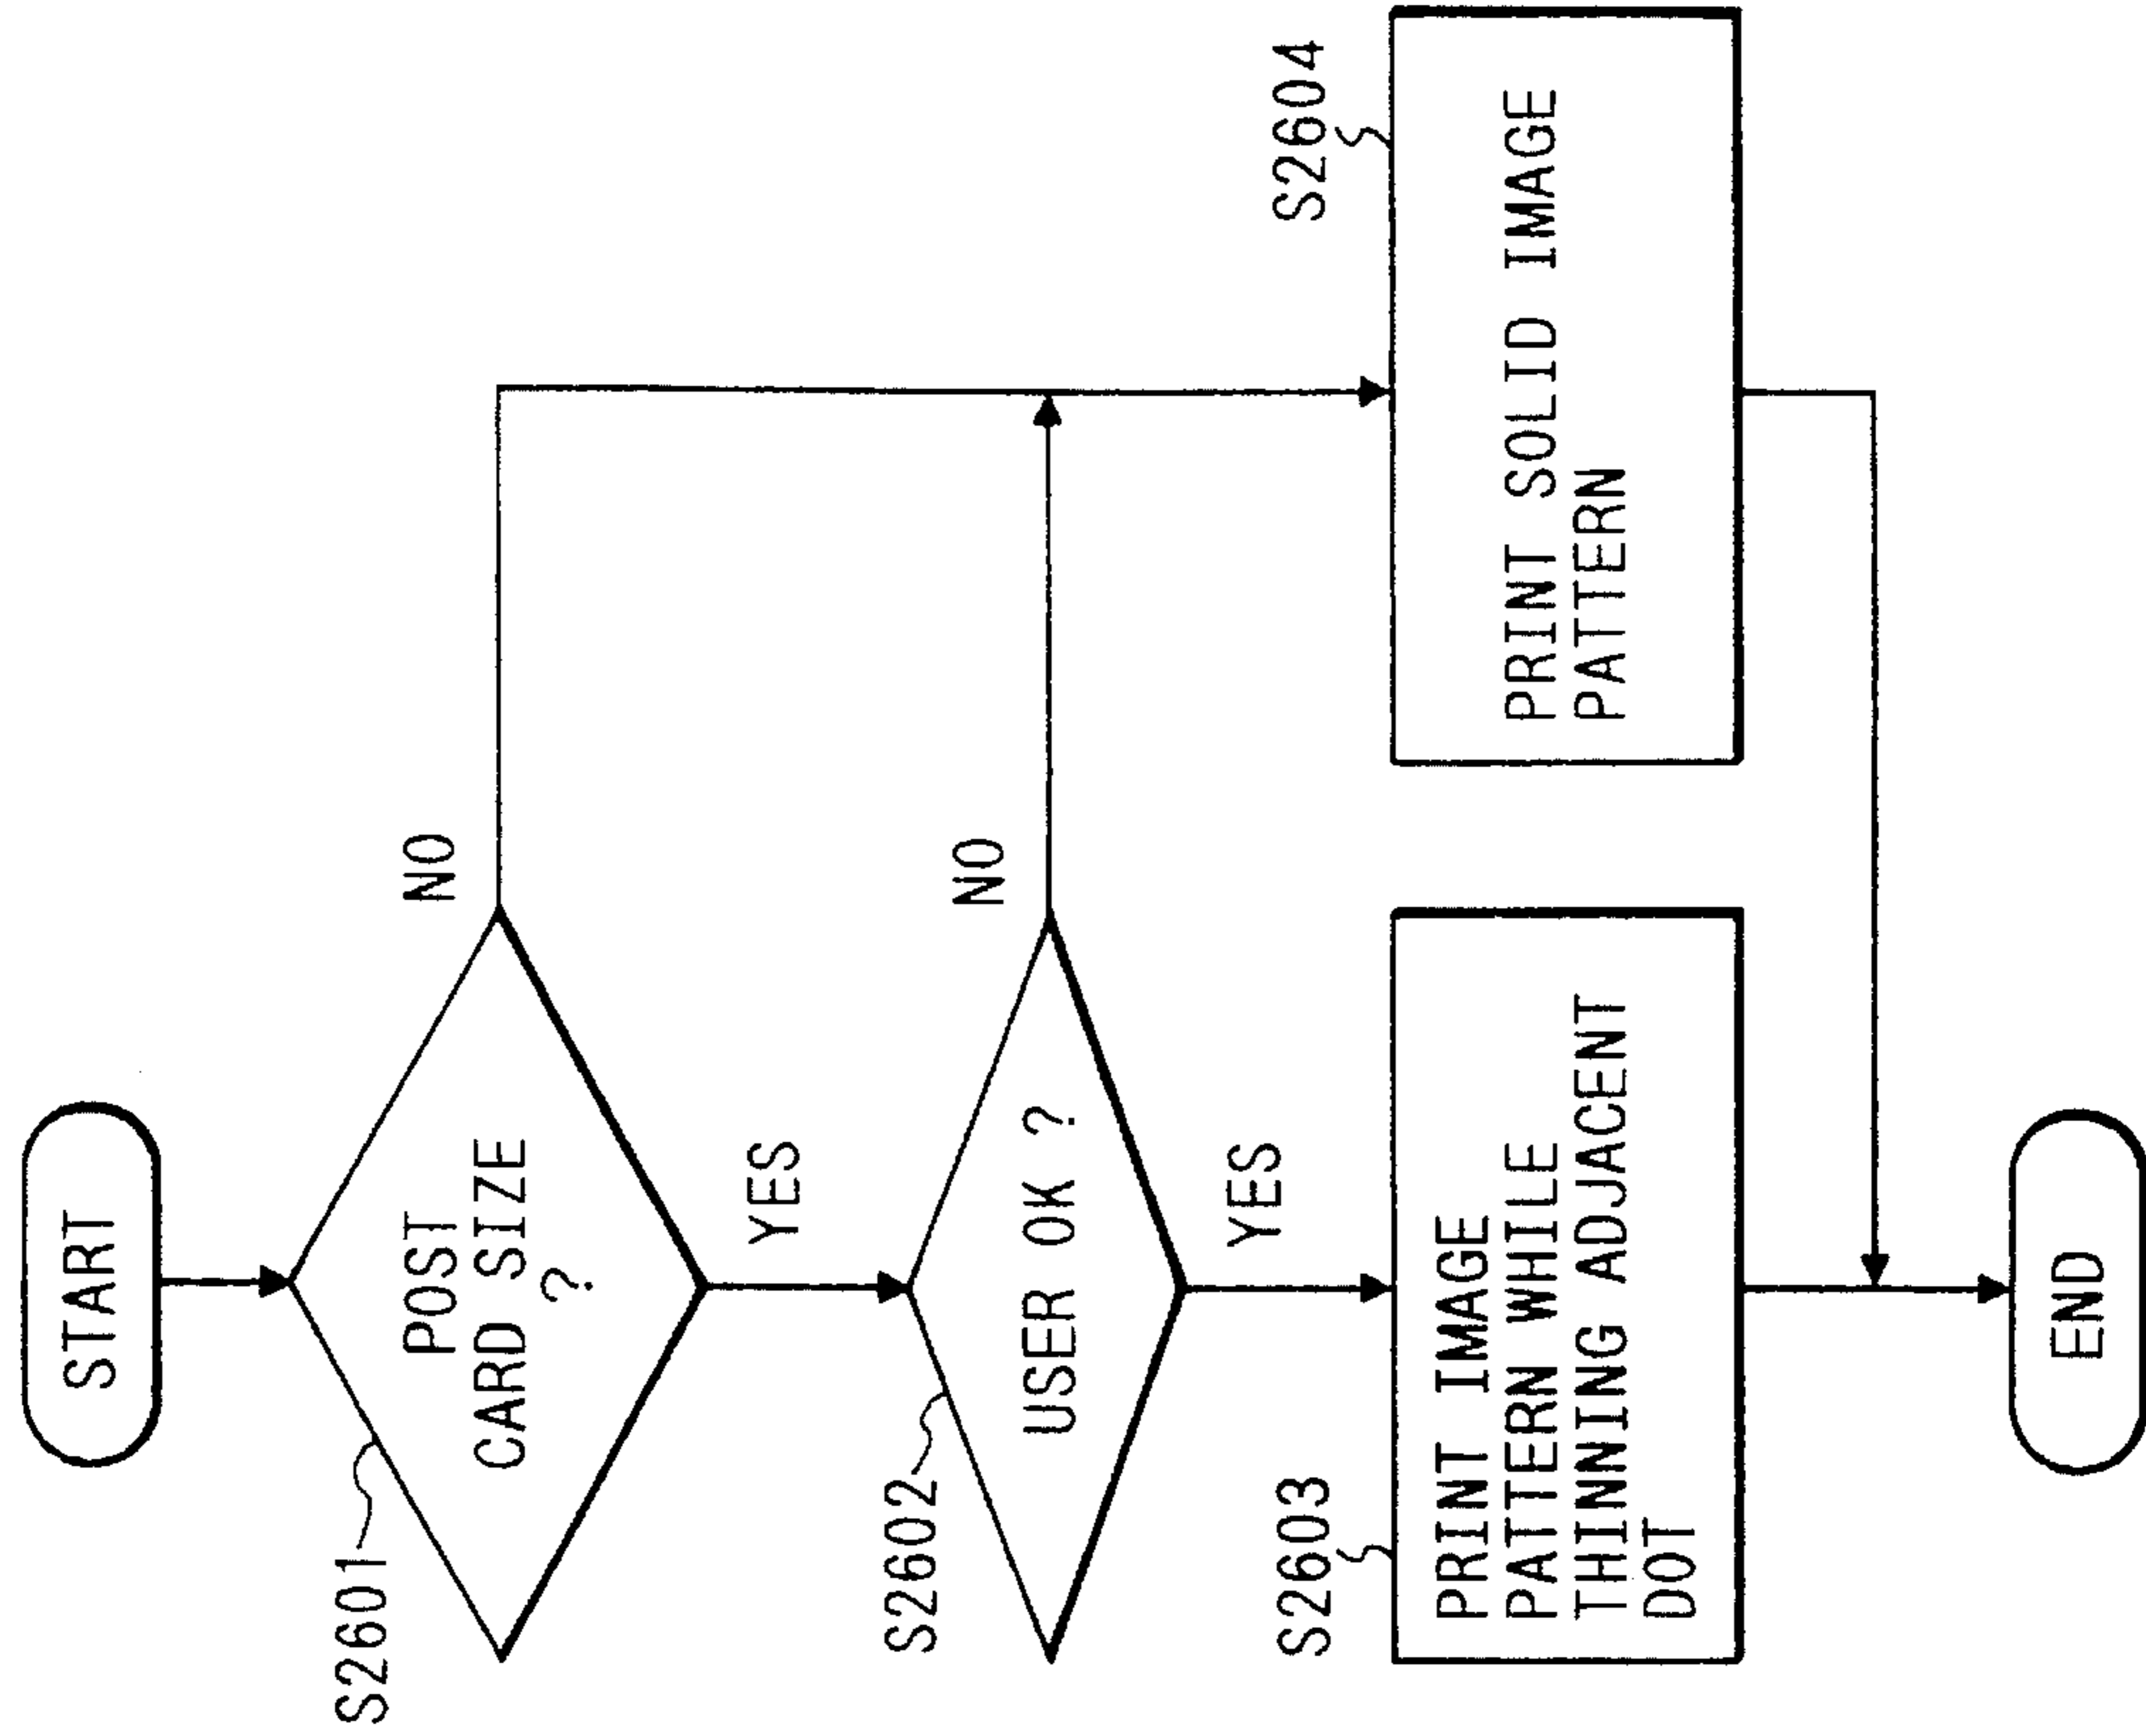 START
S2601
POST
CARD SIZE
?
NO
YES
S2602
USER OK ?
NO
YES
S2603
PRINT IMAGE
PATTERN WHILE
THINNING ADJACENT
DOT
S2604
PRINT SOLID IMAGE
PATTERN
END